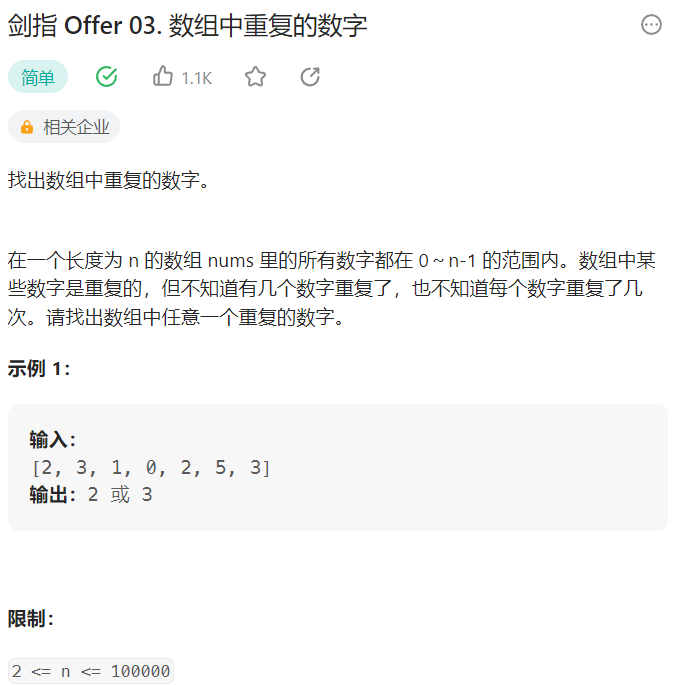 剑指 Offer 03. 数组中重复的数字
简单 1.1K
相关企业
找出数组中重复的数字。
在一个长度为 n 的数组 nums 里的所有数字都在 0～n-1 的范围内。数组中某
些数字是重复的，但不知道有几个数字重复了，也不知道每个数字重复了几
次。请找出数组中任意一个重复的数字。
示例 1：
输入：
[2, 3, 1, 0, 2, 5, 3]
输出：2 或 3
限制：
2 <= n <= 100000